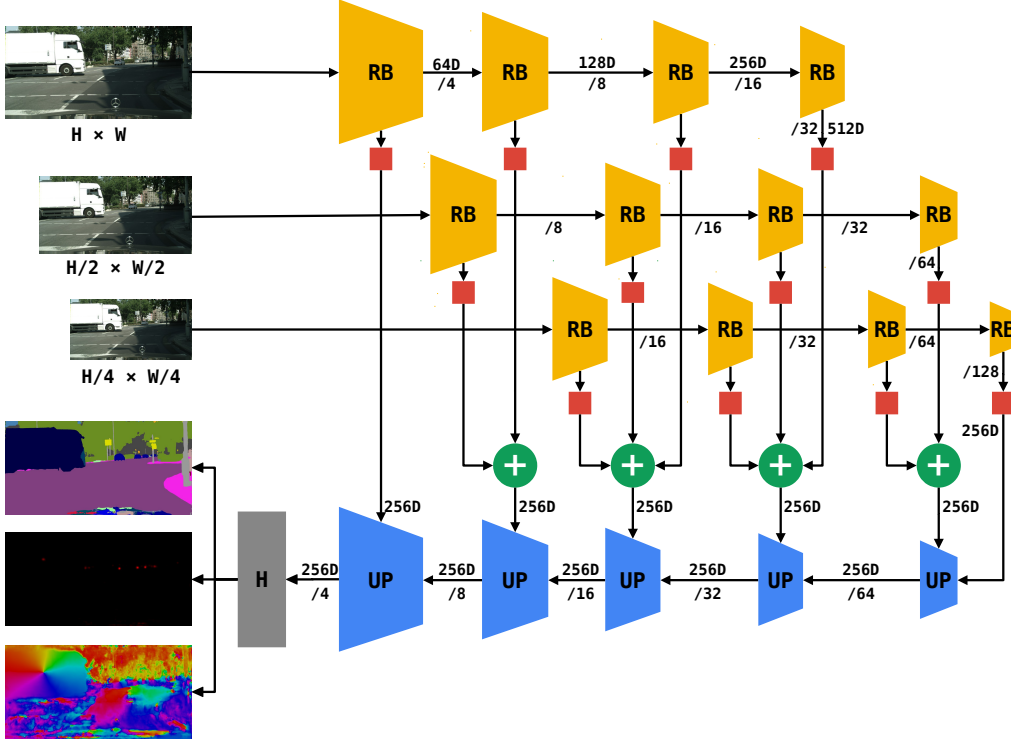 RB
64D
/4
RB
128D
/8
RB
256D
/16
RB
H × W
/32
512D
RB
/8
RB
/16
RB
/32
RB
H/2 × W/2
/64
RB
/16
RB
/32
RB
/64
RB
H/4 × W/4
/128
256D
+
+
+
+
256D
256D
256D
256D
256D
H
256D
/4
UP
256D
/8
UP
256D
/16
UP
256D
/32
UP
256D
/64
UP